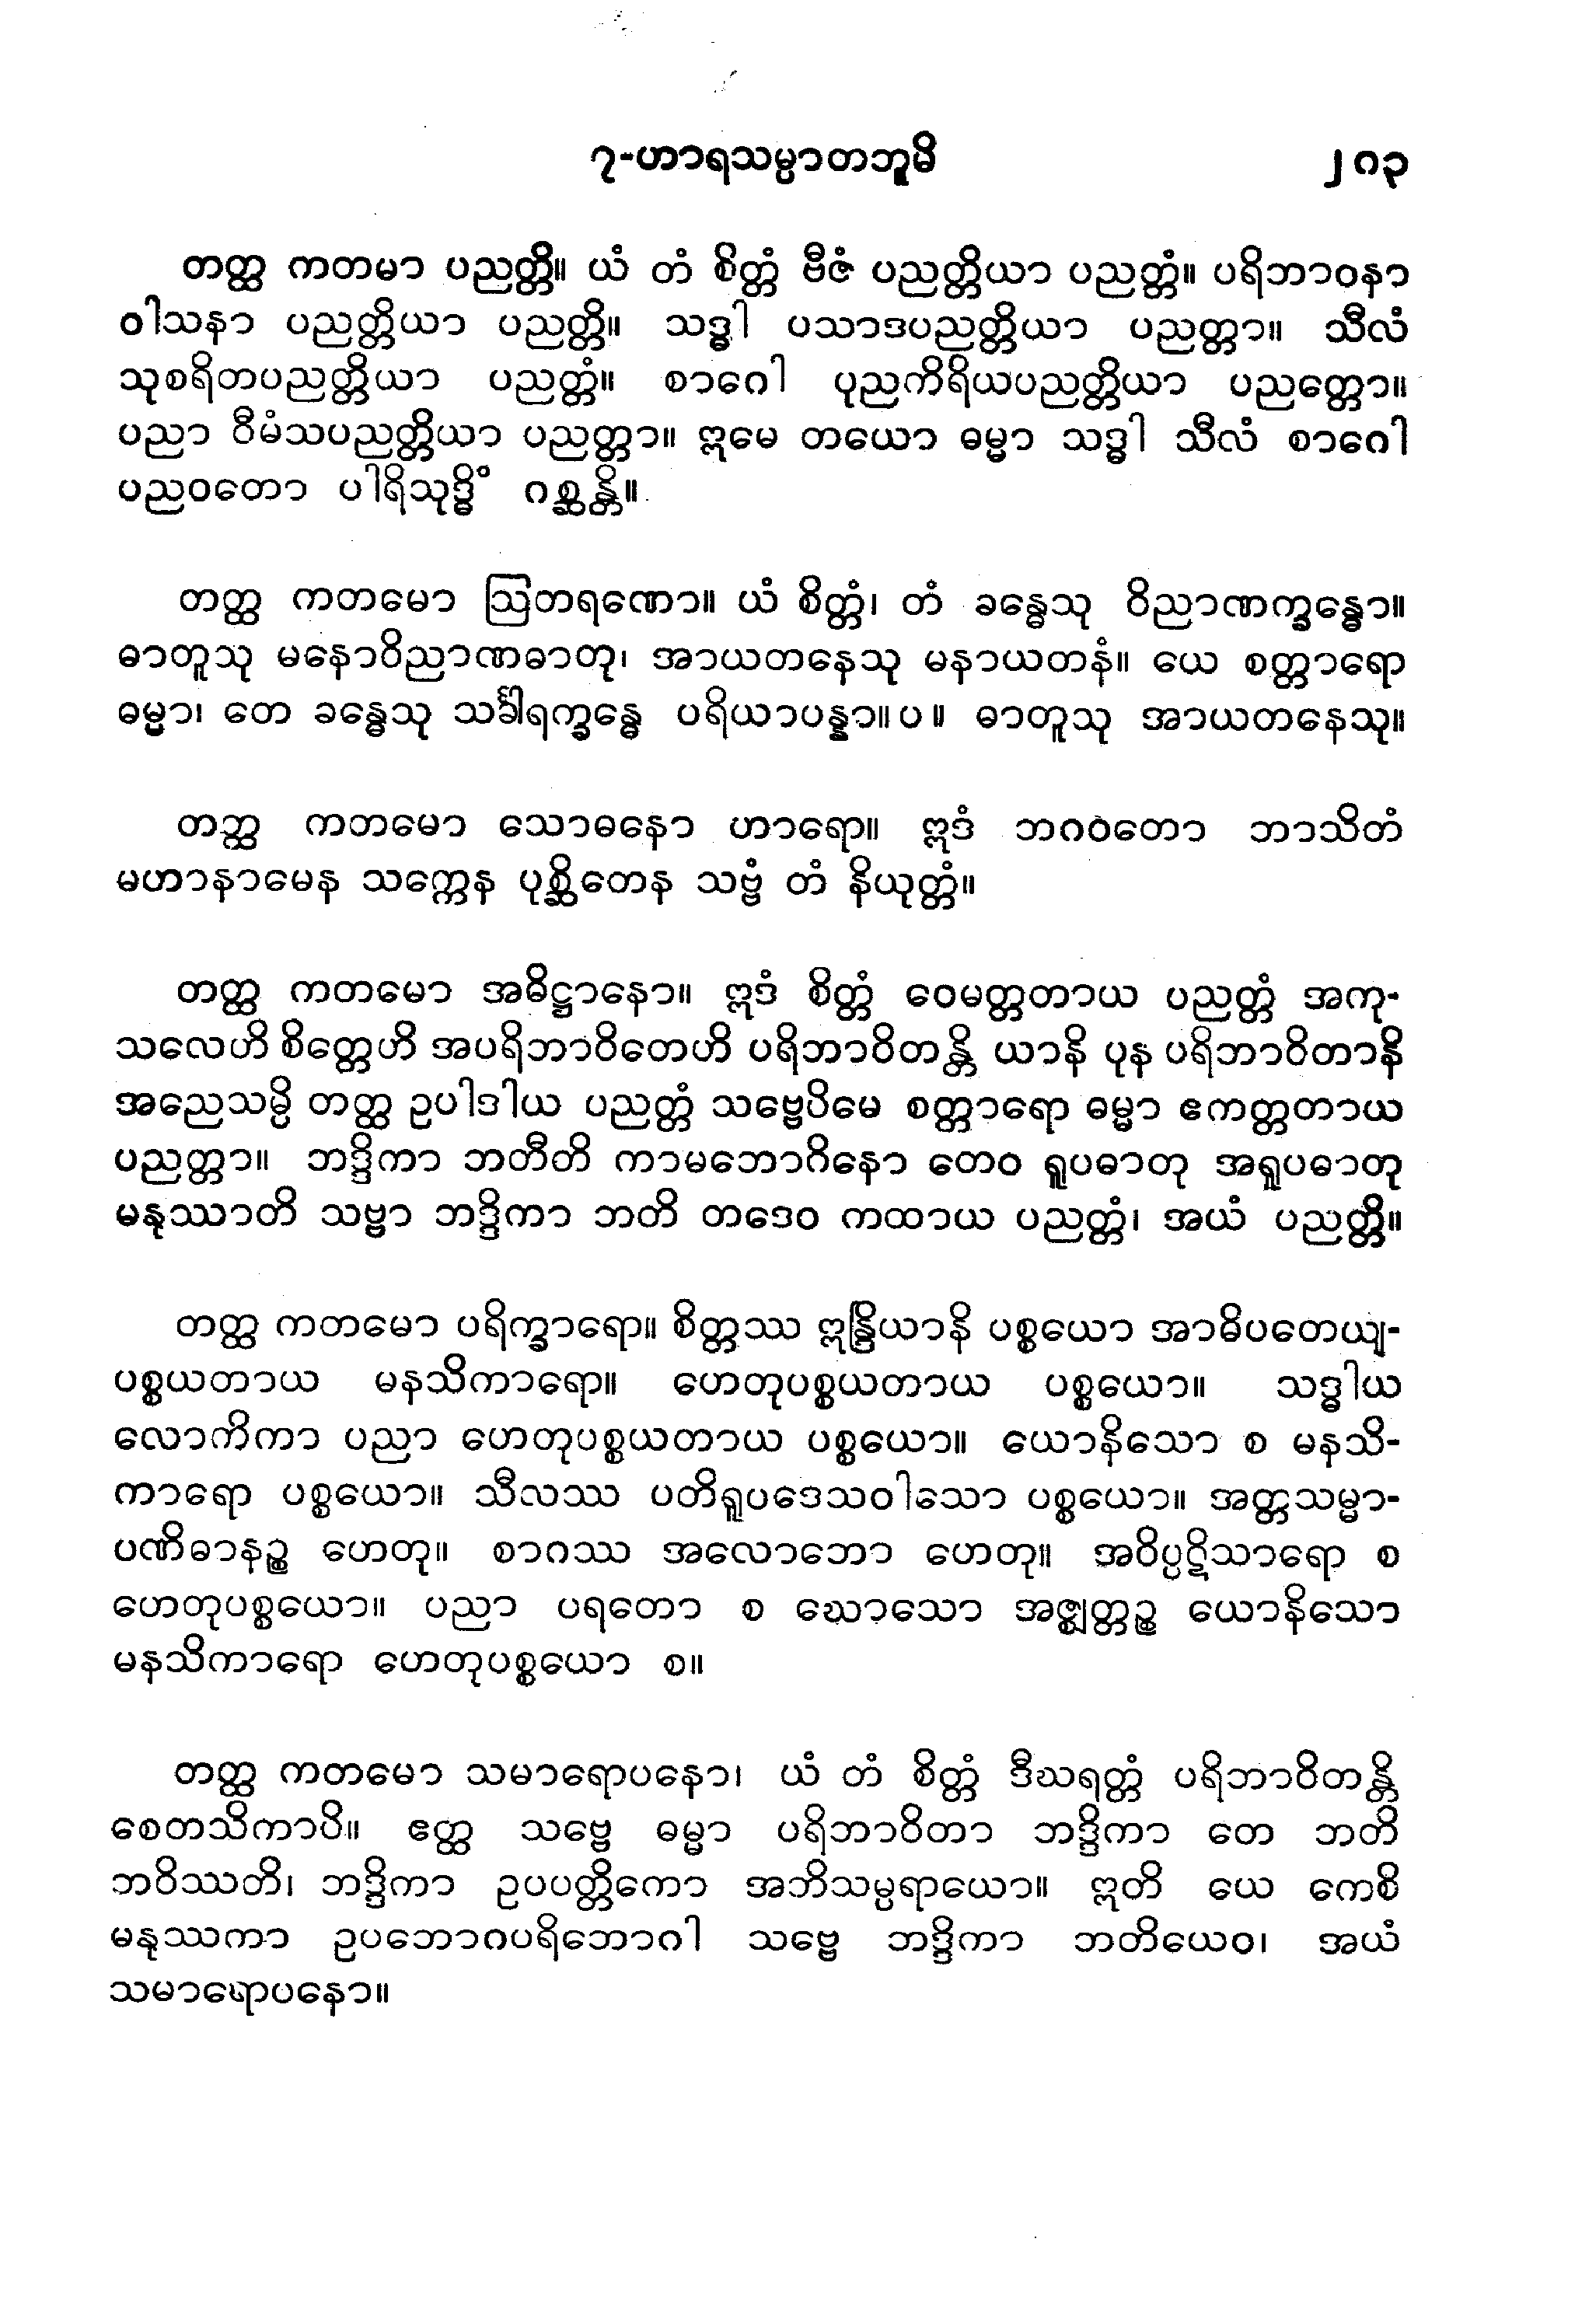 ၇-ဟာရသမ္ပာတဘူမိ ၂၈၃
တတ္ထ ကတမာ ပညတ္တိ။ ယံ တံ စိတ္တံ ဗီဇံ ပညတ္တိယာ ပညတ္တံ။ ပရိဘာဝနာ
ဝါသနာ ပညတ္တိယာ ပညတ္တိ။ သဒ္ဓါ ပသာဒပညတ္တိယာ ပညတ္တာ။ သီလံ
သုစရိတပညတ္တိယာ ပညတ္တံ။ စာဂေါ ပုညကိရိယပညတ္တိယာ ပညတ္တော။
ပညာ ဝီမံသပညတ္တိယာ ပညတ္တာ။ ဣမေ တယော ဓမ္မာ သဒ္ဓါ သီလံ စာဂေါ
ပညဝတော ပါရိသုဒ္ဓိံ ဂစ္ဆန္တိ။
တတ္ထ ကတမော ဩတရဏော။ ယံ စိတ္တံ၊ တံ ခန္ဓေသု ဝိညာဏက္ခန္ဓော။
ဓာတူသု မနောဝိညာဏဓာတု၊ အာယတနေသု မနာယတနံ။ ယေ စတ္တာရော
ဓမ္မာ၊ တေ ခန္ဓေသု သင်္ခါရက္ခန္ဓေ ပရိယာပန္နာ။ပ။ ဓာတူသု အာယတနေသု။
တတ္ထ ကတမော သောဓနော ဟာရော။ ဣဒံ ဘဂဝတော ဘာသိတံ
မဟာနာမေန သက္ကေန ပုစ္ဆိတေန သဗ္ဗံ တံ နိယုတ္တံ။
တတ္ထ ကတမော အဓိဋ္ဌာနော။ ဣဒံ စိတ္တံ ဝေမတ္တတာယ ပညတ္တံ အကု-
သလေဟိ စိတ္တေဟိ အပရိဘာဝိတေဟိ ပရိဘာဝိတန္တိ ယာနိ ပုန ပရိဘာဝိတာနိ
အညေသမ္ပိ တတ္ထ ဥပါဒါယ ပညတ္တံ သဗ္ဗေပိမေ စတ္တာရော ဓမ္မာ ဧကတ္တတာယ
ပညတ္တာ။ ဘဒ္ဒိကာ ဘတီတိ ကာမဘောဂိနော တေဝ ရူပဓာတု အရူပဓာတု
မနုဿာတိ သဗ္ဗာ ဘဒ္ဒိကာ ဘတိ တဒေဝ ကထာယ ပညတ္တံ၊ အယံ ပညတ္တိ။
တတ္ထ ကတမော ပရိက္ခာရော။ စိတ္တဿ ဣန္ဒြိယာနိ ပစ္စယော အာဓိပတေယျ-
ပစ္စယတာယ မနသိကာရော။ ဟေတုပစ္စယတာယ ပစ္စယော။ သဒ္ဓါယ
လောကိကာ ပညာ ဟေတုပစ္စယတာယ ပစ္စယော။ ယောနိသော စ မနသိ-
ကာရော ပစ္စယော။ သီလဿ ပတိရူပဒေသဝါသော ပစ္စယော။ အတ္တသမ္မာ-
ပဏိဓာနဉ္စ ဟေတု။ စာဂဿ အလောဘော ဟေတု။ အဝိပ္ပဋိသာရော စ
ဟေတုပစ္စယော။ ပညာ ပရတော စ ဃောသော အဇ္ဈတ္တဉ္စ ယောနိသော
မနသိကာရော ဟေတုပစ္စယော စ။
တတ္ထ ကတမော သမာရောပနော၊ ယံ တံ စိတ္တံ ဒီဃရတ္တံ ပရိဘာဝိတန္တိ
စေတသိကာပိ။ ဧတ္ထ သဗ္ဗေ ဓမ္မာ ပရိဘာဝိတာ ဘဒ္ဒိကာ တေ ဘတိ
ဘဝိဿတိ၊ ဘဒ္ဒိကာ ဥပပတ္တိကော အဘိသမ္ပရာယော။ ဣတိ ယေ ကေစိ
မနုဿကာ ဥပဘောဂပရိဘောဂါ သဗ္ဗေ ဘဒ္ဒိကာ ဘတိယေဝ၊ အယံ
သမာရောပနော။